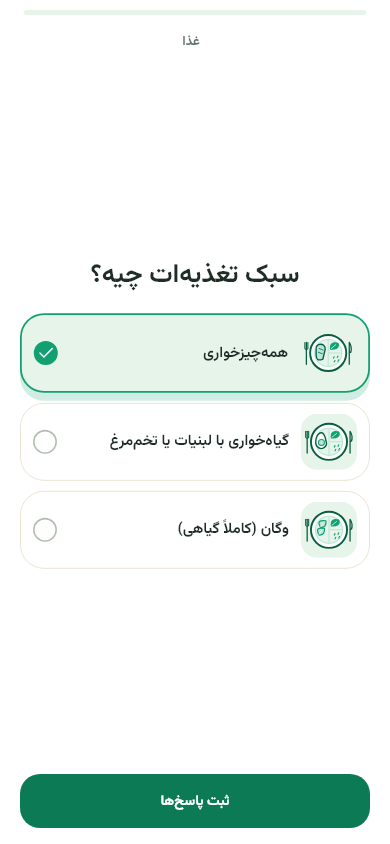 غذا
سبک تغذیه‌ات چیه؟
همه‌چیزخواری
گیاه‌خواری با لبنیات یا تخم‌مرغ
وگان (کاملاً گیاهی)
ثبت پاسخ‌ها